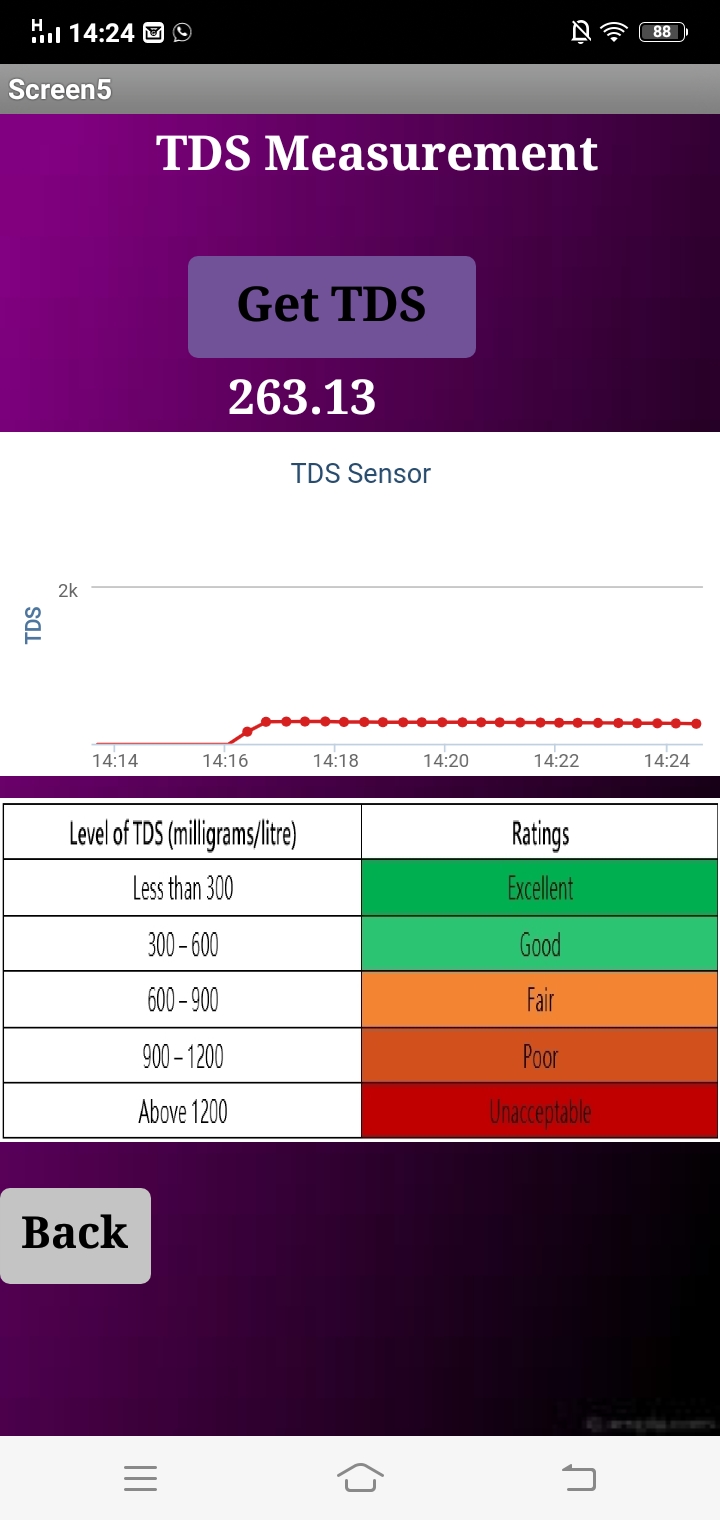 H 14:24 88
Screen5
TDS Measurement
Get TDS
263.13
TDS Sensor
2k
TDS
14:14 14:16 14:18 14:20 14:22 14:24
Level of TDS (milligrams/litre) Ratings
Less than 300 Excellent
300 – 600 Good
600 – 900 Fair
900 – 1200 Poor
Above 1200 Unacceptable
Back